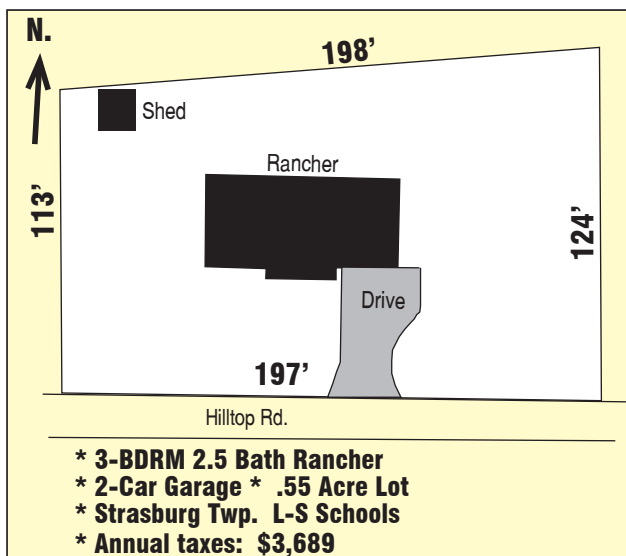 N.
198’
Shed
Rancher
113’
124’
Drive
197’
Hilltop Rd.
* 3-BDRM 2.5 Bath Rancher
* 2-Car Garage * .55 Acre Lot
* Strasburg Twp. L-S Schools
* Annual taxes: $3,689